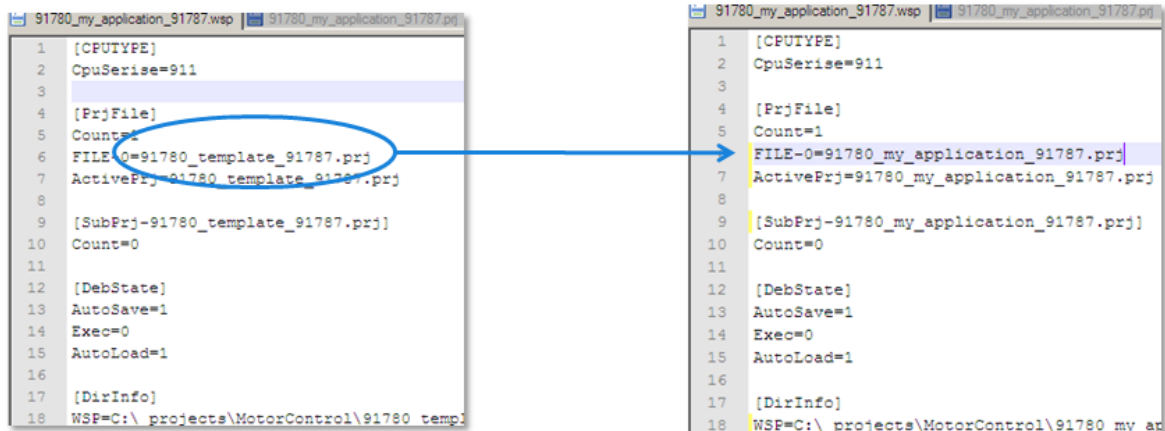 91780_my_application_91787.wsp 91780_my_application_91787.prj
1 [CPUTYPE]
2 CpuSerise=911
3
4 [PrjFile]
5 Count=1
6 FILE-0=91780_template_91787.prj
7 ActivePrj=91780_template_91787.prj
8
9 [SubPrj-91780_template_91787.prj]
10 Count=0
11
12 [DebState]
13 AutoSave=1
14 Exec=0
15 AutoLoad=1
16
17 [DirInfo]
18 WSP=C:\_projects\MotorControl\91780_templ
91780_my_application_91787.wsp 91780_my_application_91787.prj
1 [CPUTYPE]
2 CpuSerise=911
3
4 [PrjFile]
5 Count=1
6 FILE-0=91780_my_application_91787.prj
7 ActivePrj=91780_my_application_91787.prj
8
9 [SubPrj-91780_my_application_91787.prj]
10 Count=0
11
12 [DebState]
13 AutoSave=1
14 Exec=0
15 AutoLoad=1
16
17 [DirInfo]
18 WSP=C:\_projects\MotorControl\91780_my_ap